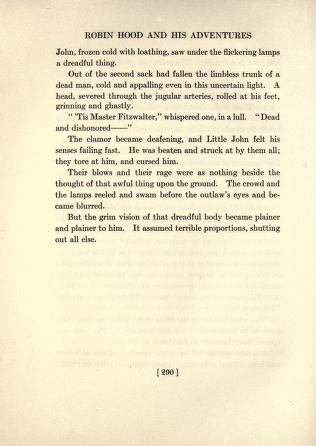 ROBIN HOOD AND HIS ADVENTURES
John, frozen cold with loathing, saw under the flickering lamps
a dreadful thing.
Out of the second sack had fallen the limbless trunk of a
dead man, cold and appalling even in this uncertain light. A
head, severed through the jugular arteries, rolled at his feet,
grinning and ghastly.
" 'Tis Master Fitzwalter," whispered one, in a lull. "Dead
and dishonored——"
The clamor became deafening, and Little John felt his
senses failing fast. He was beaten and struck at by them all;
they tore at him, and cursed him.
Their blows and their rage were as nothing beside the
thought of that awful thing upon the ground. The crowd and
the lamps reeled and swam before the outlaw's eyes and be-
came blurred.
But the grim vision of that dreadful body became plainer
and plainer to him. It assumed terrible proportions, shutting
out all else.
[ 290 ]